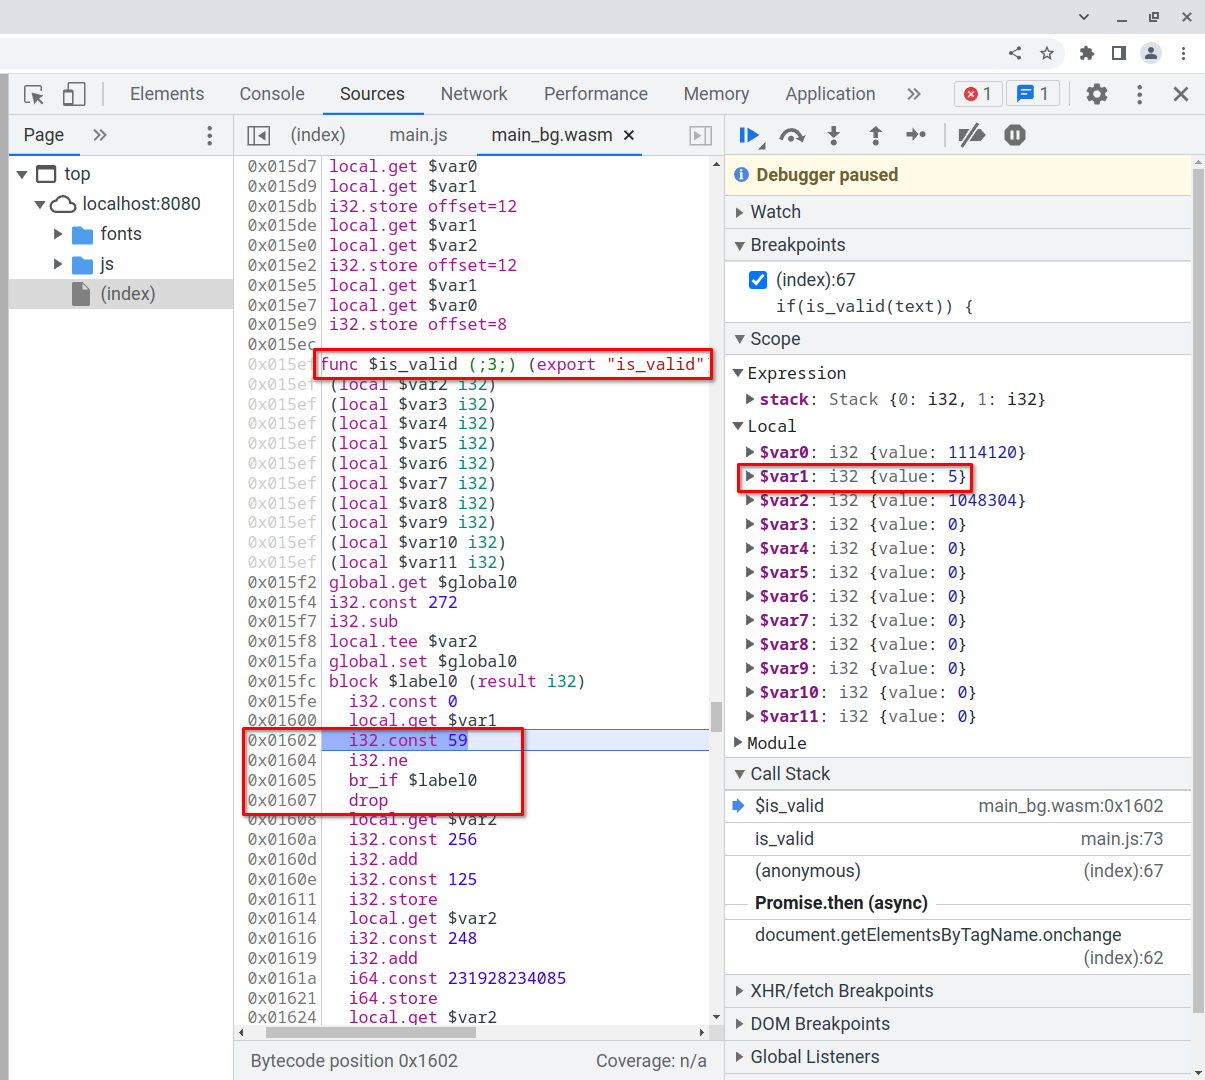 Elements Console Sources Network Performance Memory Application 1 1
Page
(index) main.js main_bg.wasm
top
localhost:8080
fonts
js
(index)
0x015d7 local.get $var0
0x015d9 local.get $var1
0x015db i32.store offset=12
0x015de local.get $var1
0x015e0 local.get $var2
0x015e2 i32.store offset=12
0x015e5 local.get $var1
0x015e7 local.get $var0
0x015e9 i32.store offset=8
0x015ec
0x015ef func $is_valid (;3;) (export "is_valid"
0x015ef (local $var2 i32)
0x015ef (local $var3 i32)
0x015ef (local $var4 i32)
0x015ef (local $var5 i32)
0x015ef (local $var6 i32)
0x015ef (local $var7 i32)
0x015ef (local $var8 i32)
0x015ef (local $var9 i32)
0x015ef (local $var10 i32)
0x015ef (local $var11 i32)
0x015f2 global.get $global0
0x015f4 i32.const 272
0x015f7 i32.sub
0x015f8 local.tee $var2
0x015fa global.set $global0
0x015fc block $label0 (result i32)
0x015fe i32.const 0
0x01600 local.get $var1
0x01602 i32.const 59
0x01604 i32.ne
0x01605 br_if $label0
0x01607 drop
0x01608 local.get $var2
0x0160a i32.const 256
0x0160d i32.add
0x0160e i32.const 125
0x01611 i32.store
0x01614 local.get $var2
0x01616 i32.const 248
0x01619 i32.add
0x0161a i64.const 231928234085
0x01621 i64.store
0x01624 local.get $var2
Bytecode position 0x1602 Coverage: n/a
Debugger paused
Watch
Breakpoints
(index):67
if(is_valid(text)) {
Scope
Expression
stack: Stack {0: i32, 1: i32}
Local
$var0: i32 {value: 1114120}
$var1: i32 {value: 5}
$var2: i32 {value: 1048304}
$var3: i32 {value: 0}
$var4: i32 {value: 0}
$var5: i32 {value: 0}
$var6: i32 {value: 0}
$var7: i32 {value: 0}
$var8: i32 {value: 0}
$var9: i32 {value: 0}
$var10: i32 {value: 0}
$var11: i32 {value: 0}
Module
Call Stack
$is_valid main_bg.wasm:0x1602
is_valid main.js:73
(anonymous) (index):67
Promise.then (async)
document.getElementsByTagName.onchange
(index):62
XHR/fetch Breakpoints
DOM Breakpoints
Global Listeners